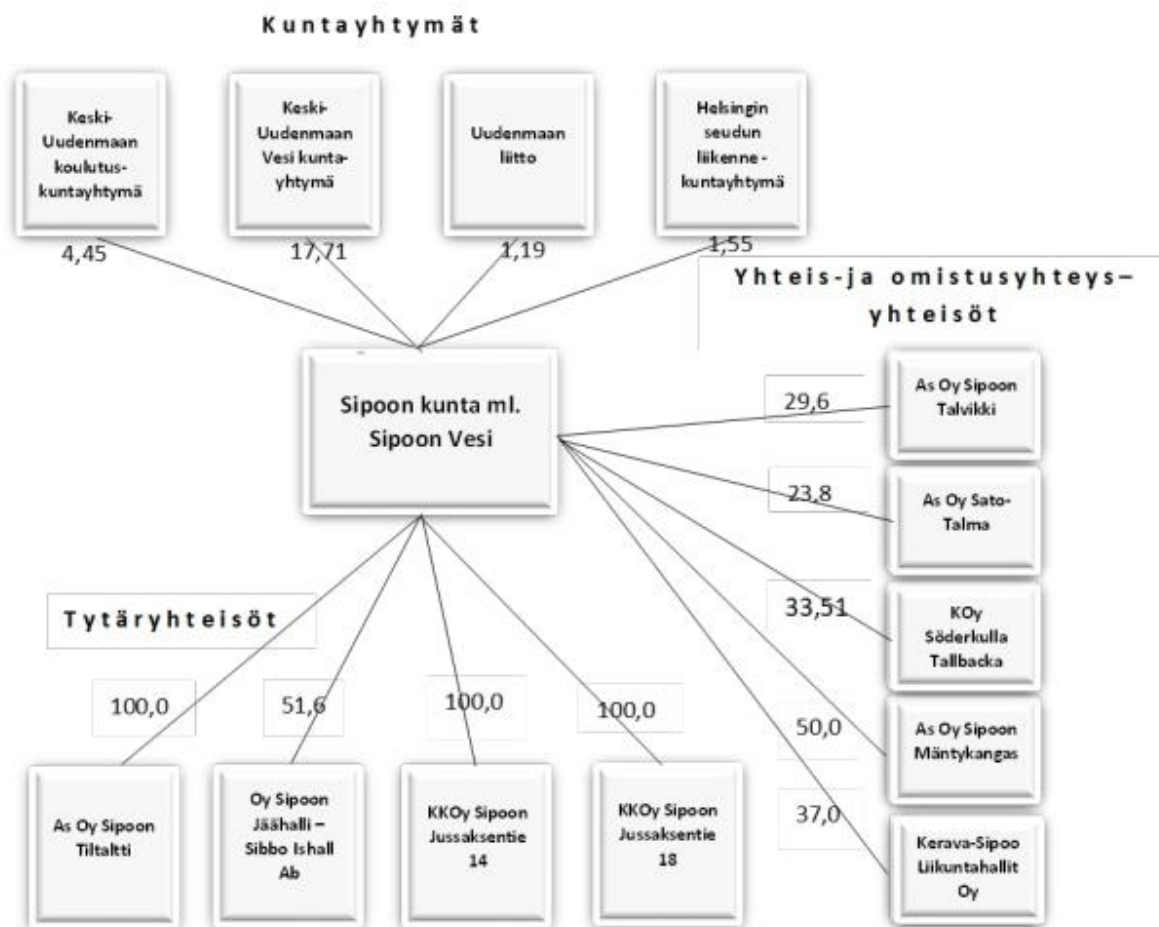 Kuntayhtymät
Keski-
Uudenmaan
koulutus-
kuntayhtymä
Keski-
Uudenmaan
Vesi kunta-
yhtymä
Uudenmaan
liitto
Helsingin
seudun
liikenne -
kuntayhtymä
4,45
17,71
1,19
1,55
Yhteis-ja omistusyhteys–
yhteisöt
Sipoon kunta ml.
Sipoon Vesi
29,6
As Oy Sipoon
Talvikki
23,8
As Oy Sato-
Talma
33,51
KOy
Söderkulla
Tallbacka
50,0
As Oy Sipoon
Mäntykangas
37,0
Kerava-Sipoo
Liikuntahallit
Oy
Tytäryhteisöt
100,0
51,6
100,0
100,0
As Oy Sipoon
Tiltaltti
Oy Sipoon
Jäähalli –
Sibbo Ishall
Ab
KKOy Sipoon
Jussaksentie
14
KKOy Sipoon
Jussaksentie
18